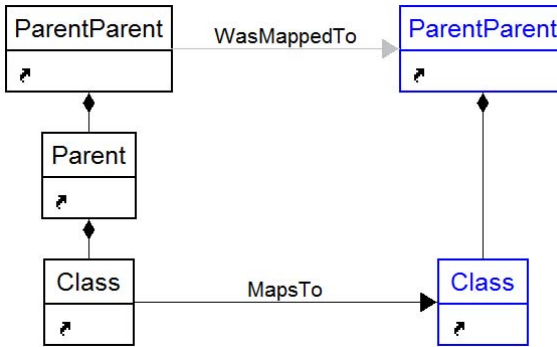 ParentParent
WasMappedTo
ParentParent
Parent
Class
MapsTo
Class